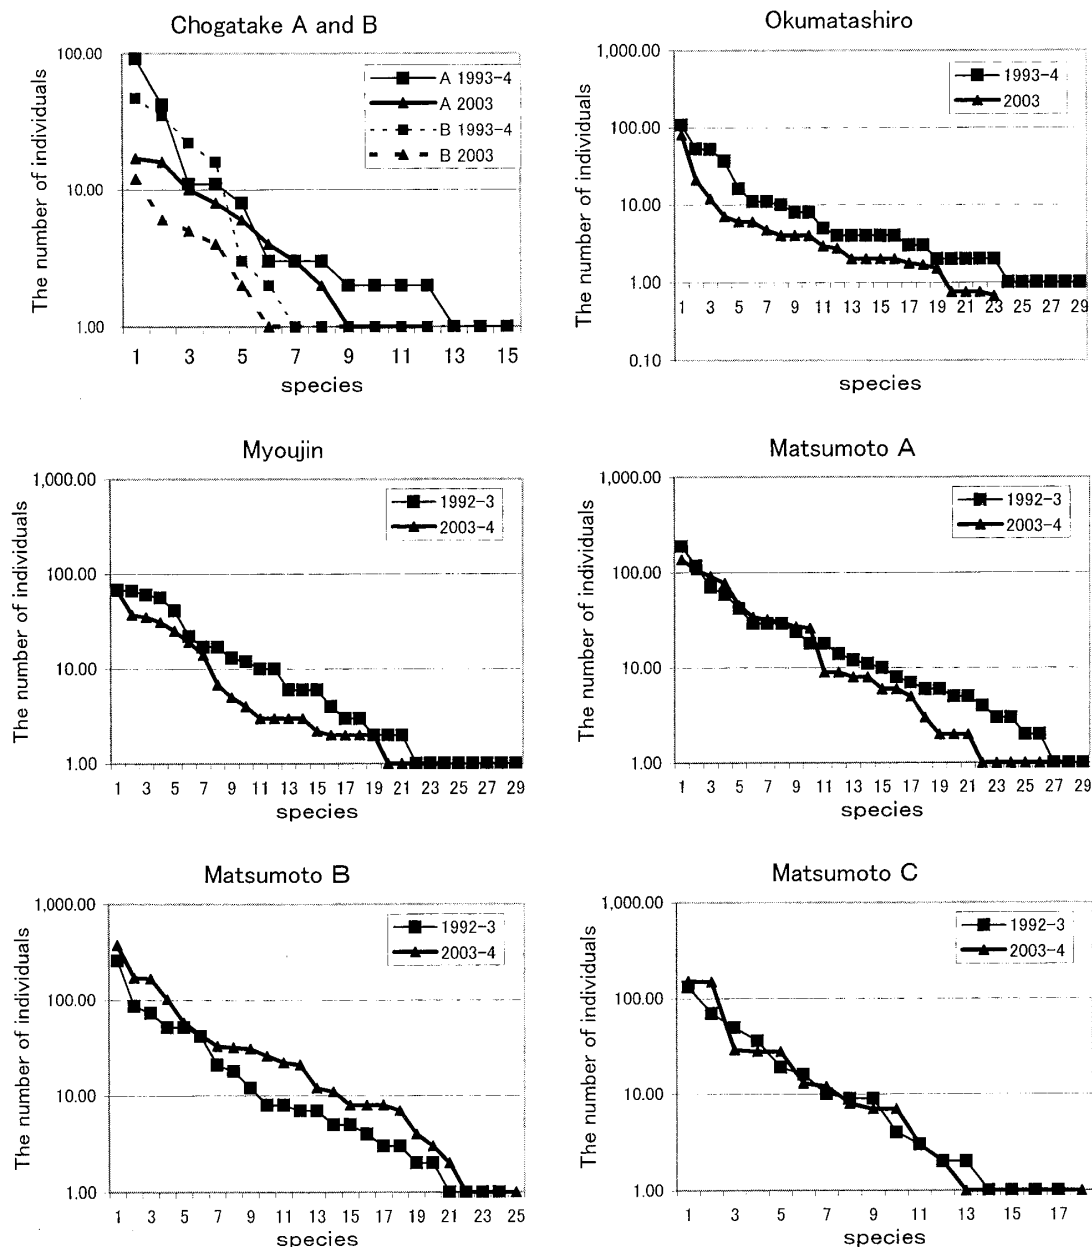 Chogatake A and B
The number of individuals
100.00
10.00
1.00
A 1993-4
A 2003
B 1993-4
B 2003
1 3 5 7 9 11 13 15
species
Okumatashiro
The number of individuals
1,000.00
100.00
10.00
1.00
0.10
1993-4
2003
1 3 5 7 9 11 13 15 17 19 21 23 25 27 29
species
Myoujin
The number of individuals
1,000.00
100.00
10.00
1.00
1992-3
2003-4
1 3 5 7 9 11 13 15 17 19 21 23 25 27 29
species
Matsumoto A
The number of individuals
1,000.00
100.00
10.00
1.00
1992-3
2003-4
1 3 5 7 9 11 13 15 17 19 21 23 25 27 29
species
Matsumoto B
The number of individuals
1,000.00
100.00
10.00
1.00
1992-3
2003-4
1 3 5 7 9 11 13 15 17 19 21 23 25
species
Matsumoto C
The number of individuals
1,000.00
100.00
10.00
1.00
1992-3
2003-4
1 3 5 7 9 11 13 15 17
species